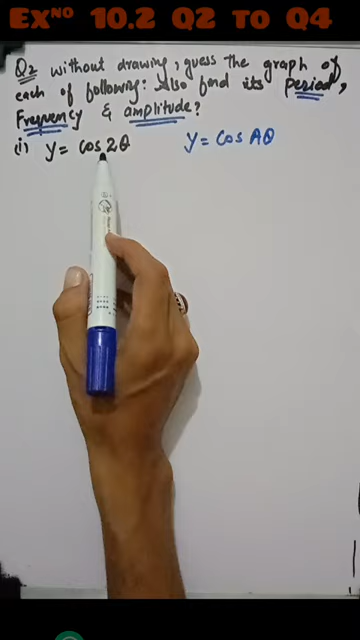 EXᴺᴼ 10.2 Q2 TO Q4
Q2 without drawing, guess the graph of
each of following: Also find its period,
Frequency & amplitude?
(i) y = cos 2θ y = cos Aθ